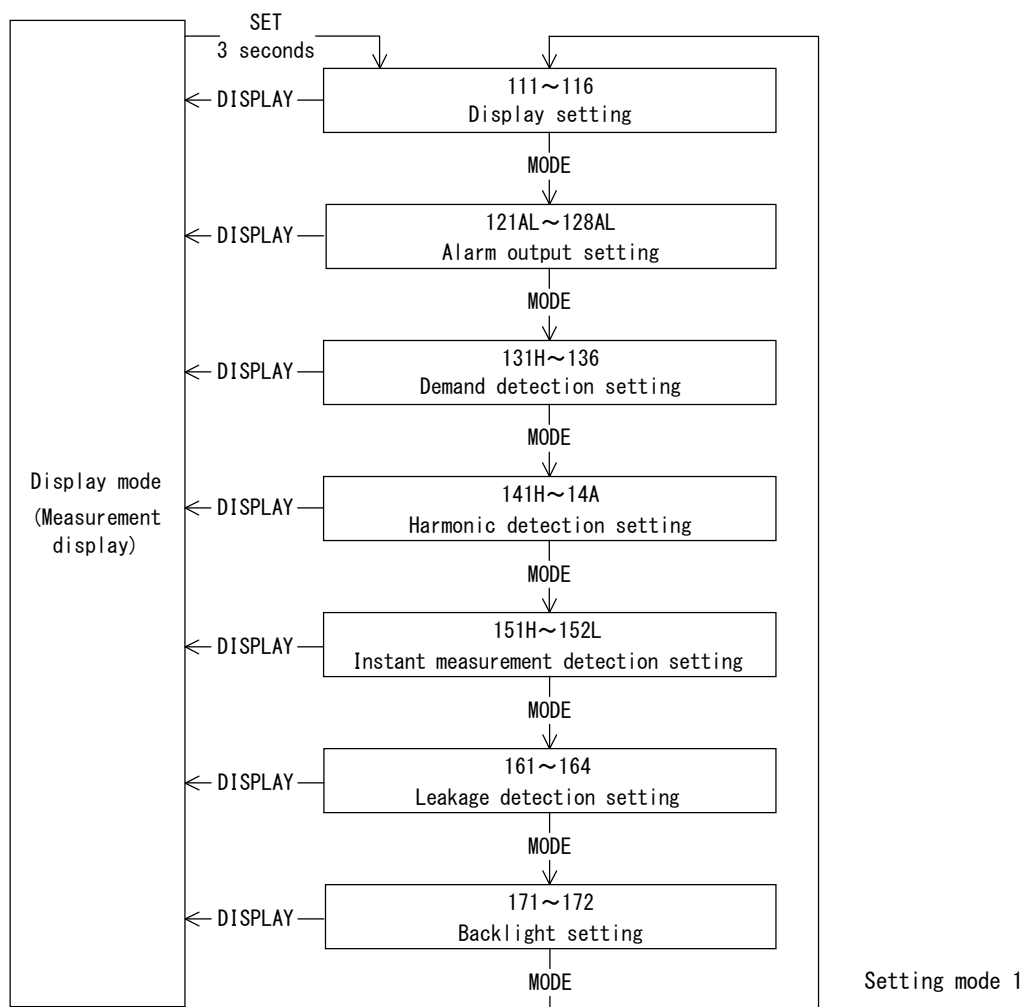 SET
3 seconds
111～116
Display setting
DISPLAY
MODE
121AL～128AL
Alarm output setting
DISPLAY
MODE
131H～136
Demand detection setting
DISPLAY
MODE
Display mode
(Measurement
display)
141H～14A
Harmonic detection setting
DISPLAY
MODE
151H～152L
Instant measurement detection setting
DISPLAY
MODE
161～164
Leakage detection setting
DISPLAY
MODE
171～172
Backlight setting
DISPLAY
MODE
Setting mode 1